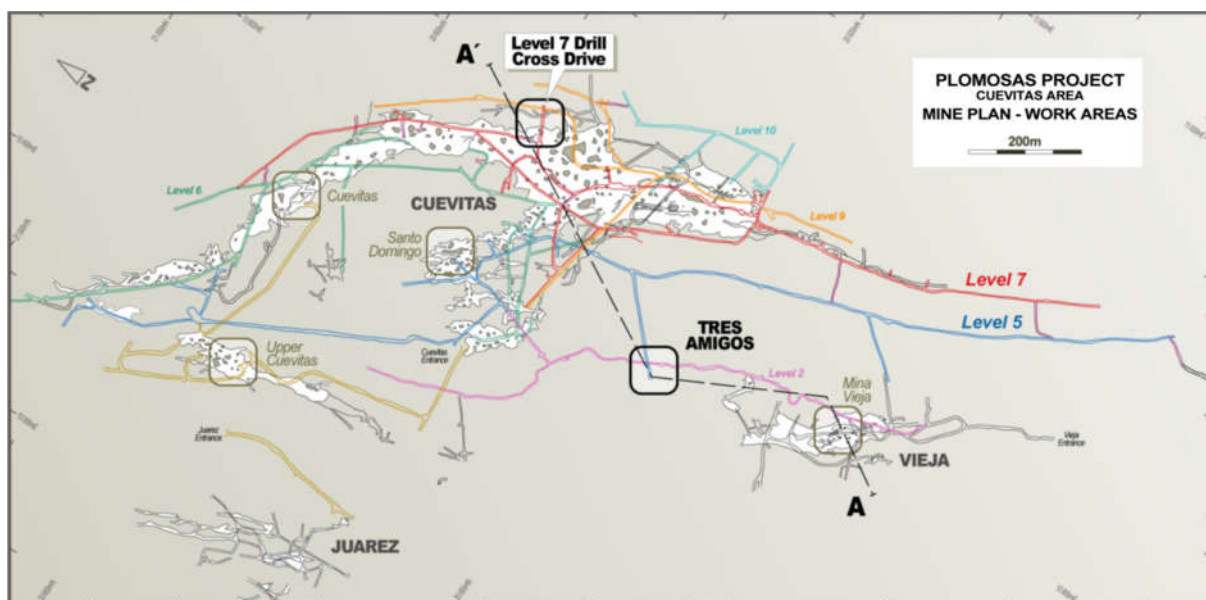 A´
Level 7 Drill
Cross Drive
PLOMOSAS PROJECT
CUEVITAS AREA
MINE PLAN - WORK AREAS
200m
Z
Level 10
Level 6
Cuevitas
CUEVITAS
Santo
Domingo
Level 9
Level 7
Level 5
TRES
AMIGOS
Cuevitas
Entrance
Upper
Cuevitas
Level 2
Mina
Vieja
Juarez
Entrance
Vieja
Entrance
VIEJA
A
JUAREZ